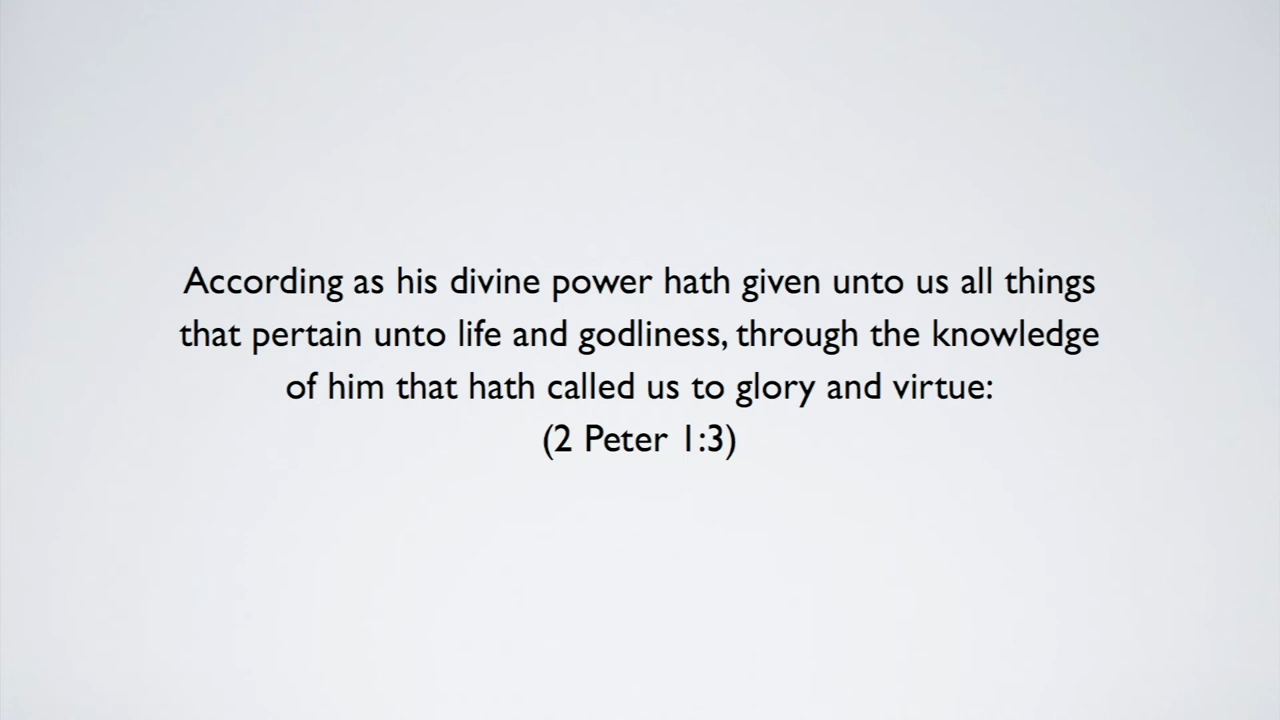 According as his divine power hath given unto us all things
that pertain unto life and godliness, through the knowledge
of him that hath called us to glory and virtue:
(2 Peter 1:3)